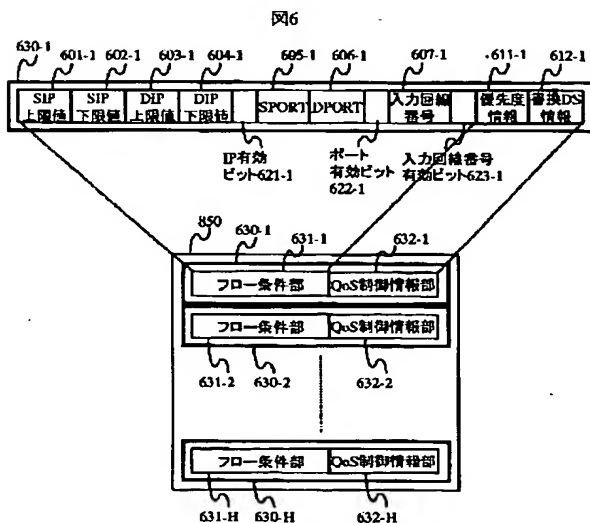 図6
630-1
601-1 602-1 603-1 604-1 605-1 606-1 607-1 611-1 612-1
SIP 上限値
SIP 下限値
DIP 上限値
DIP 下限値
SPORT
DPORT
入力回線 番号
優先度 情報
書換DS 情報
IP有効
ビット621-1
ポート
有効ビット
622-1
入力回線番号
有効ビット623-1
850
630-1
631-1
632-1
フロー条件部
QoS制御情報部
フロー条件部
QoS制御情報部
631-2
630-2
632-2
フロー条件部
QoS制御情報部
631-H
630-H
632-H